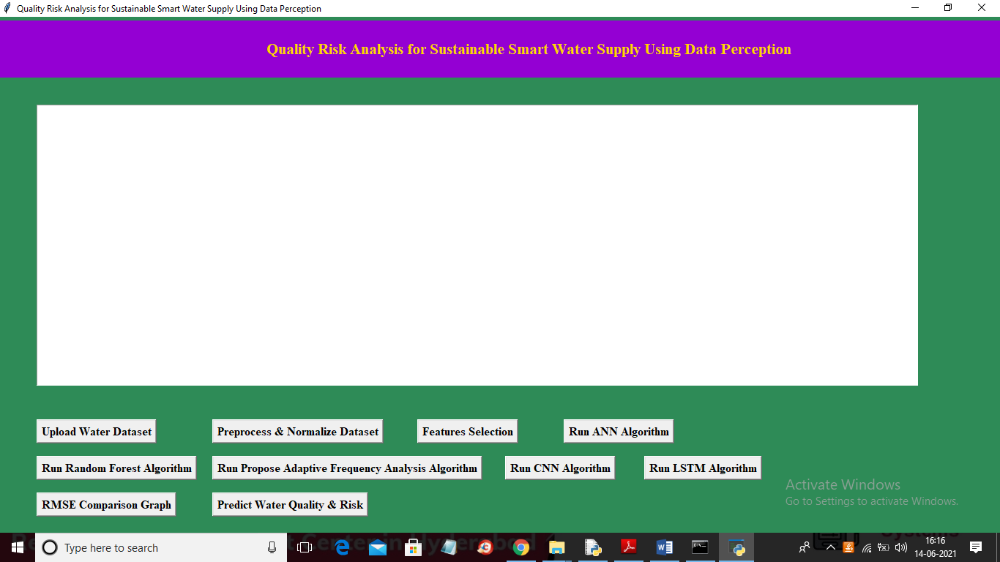 Quality Risk Analysis for Sustainable Smart Water Supply Using Data Perception
Quality Risk Analysis for Sustainable Smart Water Supply Using Data Perception
Upload Water Dataset
Preprocess & Normalize Dataset
Features Selection
Run ANN Algorithm
Run Random Forest Algorithm
Run Propose Adaptive Frequency Analysis Algorithm
Run CNN Algorithm
Run LSTM Algorithm
RMSE Comparison Graph
Predict Water Quality & Risk
Activate Windows
Go to Settings to activate Windows.
Type here to search
16:16
14-06-2021